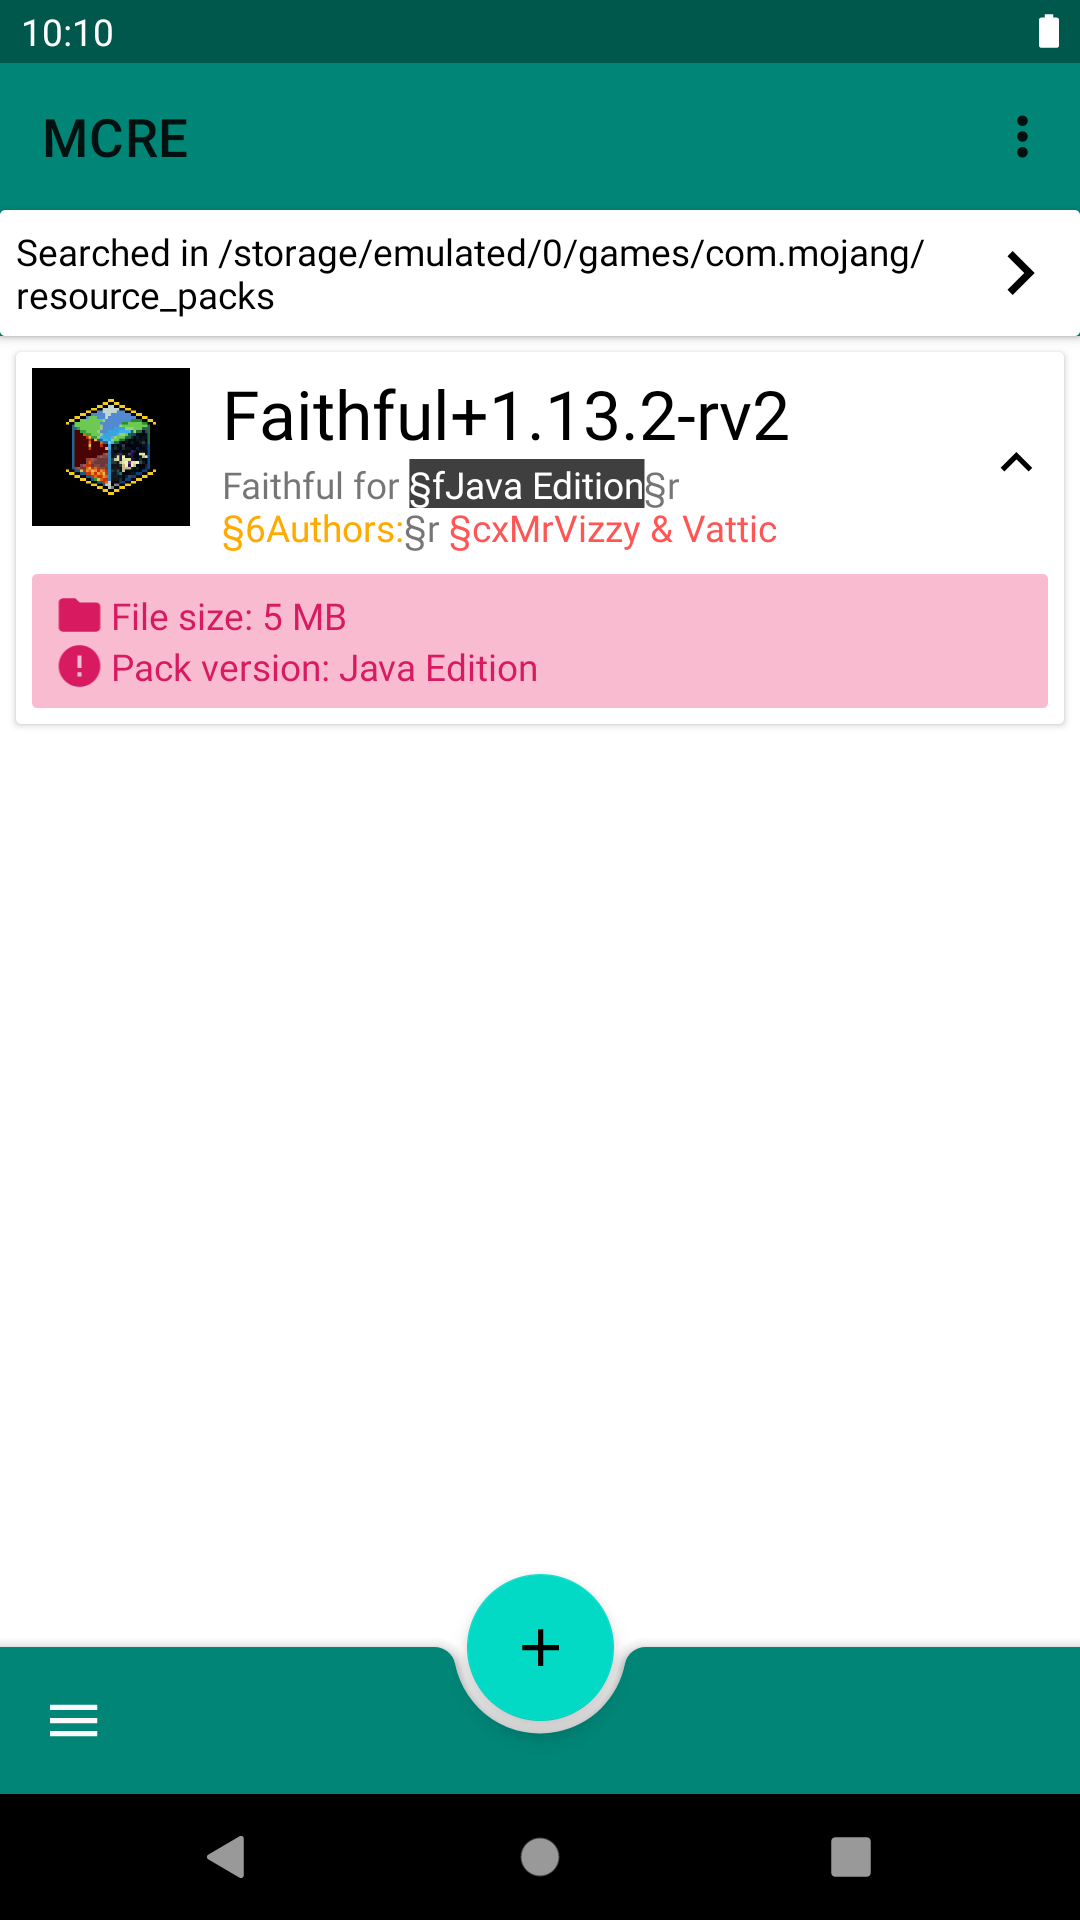 10:10
MCRE
Searched in /storage/emulated/0/games/com.mojang/
resource_packs
Faithful+1.13.2-rv2
Faithful for §fJava Edition§r
§6Authors:§r §cxMrVizzy & Vattic
File size: 5 MB
Pack version: Java Edition